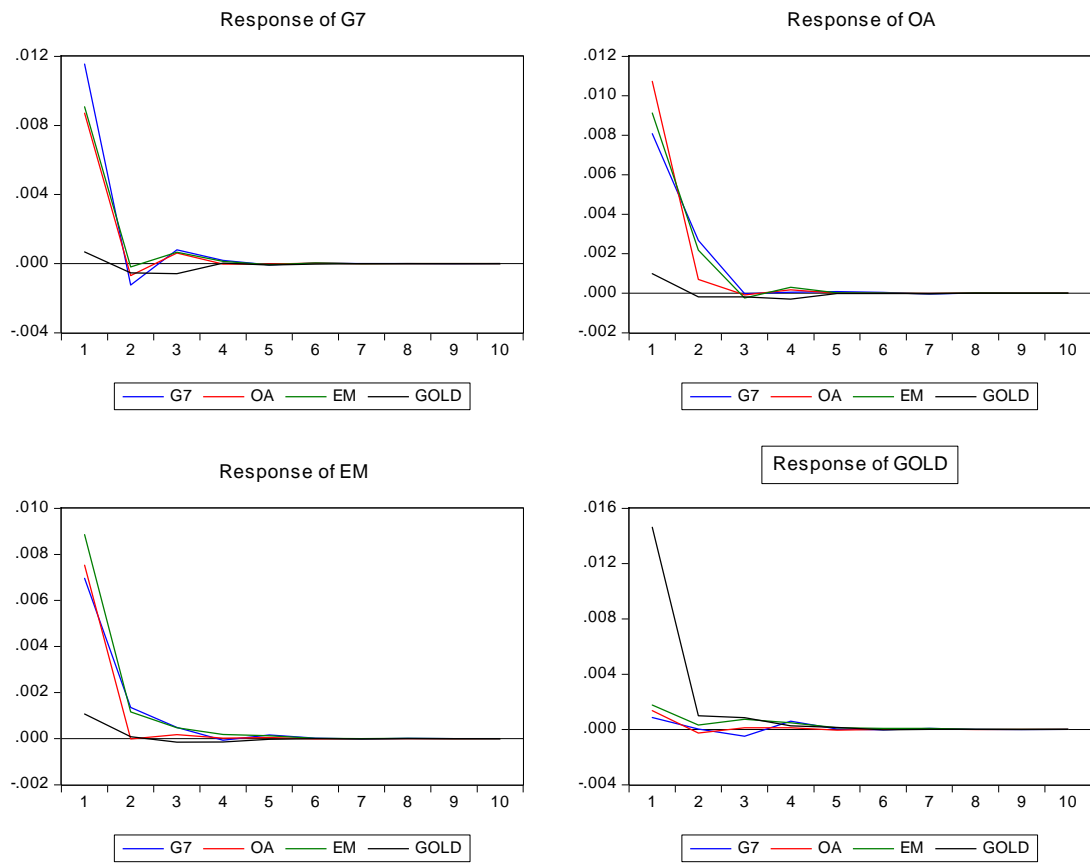 Response of G7
.012
.008
.004
.000
-.004
1 2 3 4 5 6 7 8 9 10
G7 OA EM GOLD
Response of OA
.012
.010
.008
.006
.004
.002
.000
-.002
1 2 3 4 5 6 7 8 9 10
G7 OA EM GOLD
Response of EM
.010
.008
.006
.004
.002
.000
-.002
1 2 3 4 5 6 7 8 9 10
G7 OA EM GOLD
Response of GOLD
.016
.012
.008
.004
.000
-.004
1 2 3 4 5 6 7 8 9 10
G7 OA EM GOLD